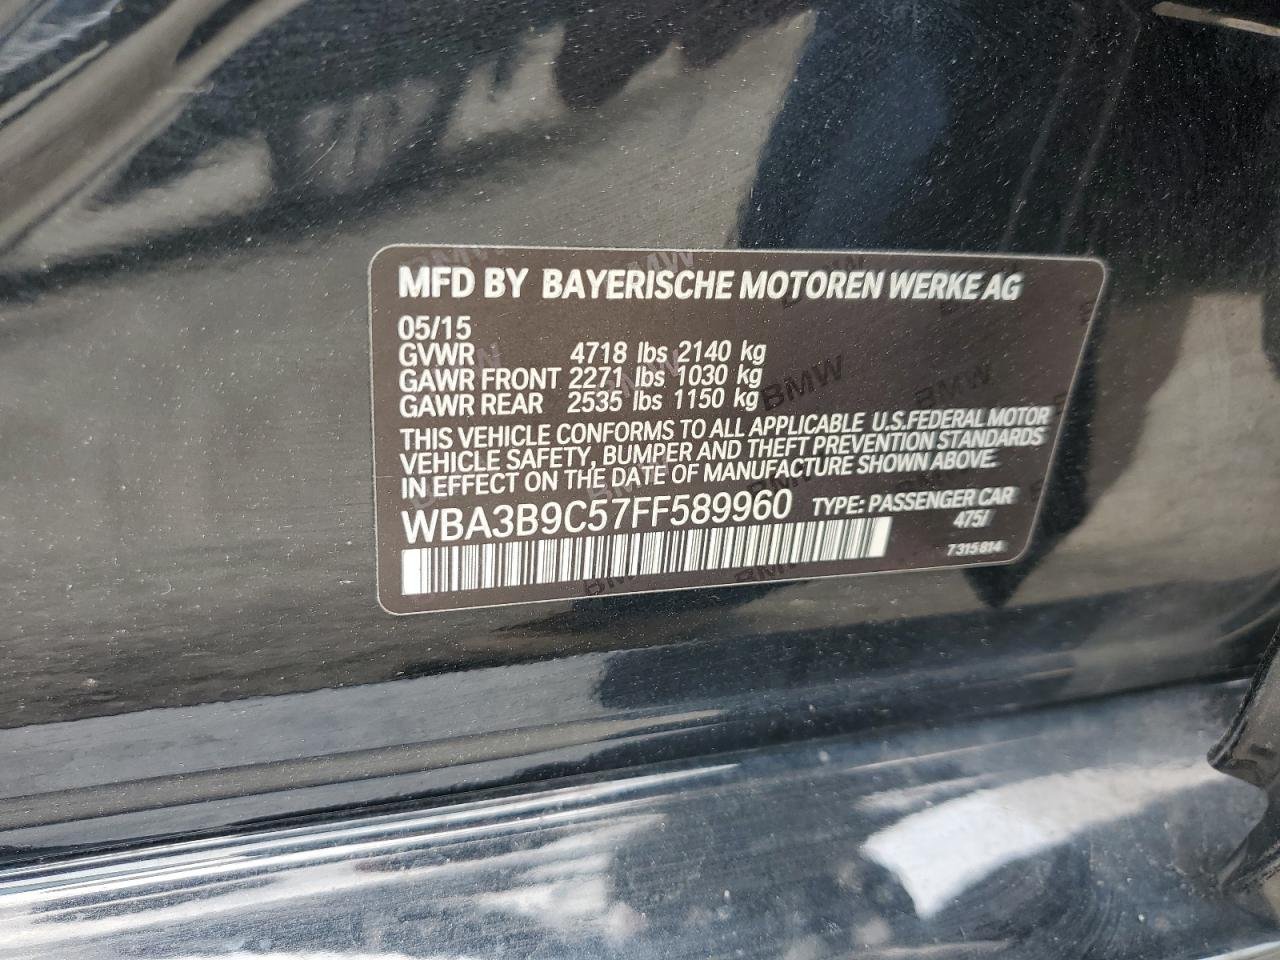 MFD BY BAYERISCHE MOTOREN WERKE AG
05/15
GVWR 4718 lbs 2140 kg
GAWR FRONT 2271 lbs 1030 kg
GAWR REAR 2535 lbs 1150 kg
THIS VEHICLE CONFORMS TO ALL APPLICABLE U.S.FEDERAL MOTOR
VEHICLE SAFETY, BUMPER AND THEFT PREVENTION STANDARDS
IN EFFECT ON THE DATE OF MANUFACTURE SHOWN ABOVE.
WBA3B9C57FF589960 TYPE: PASSENGER CAR
475/
7315814